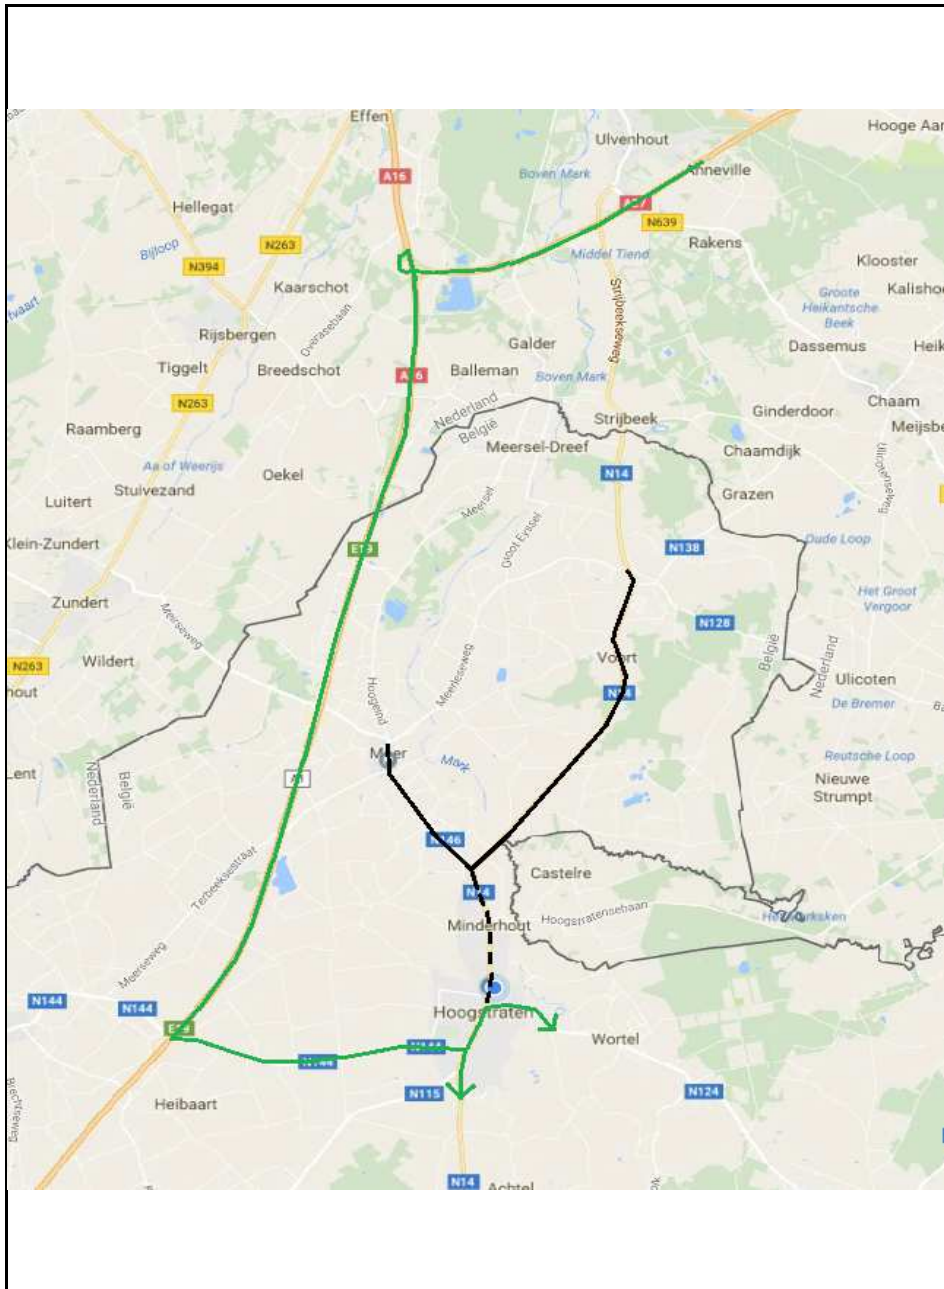 Effen
Ulvenhout
Hooge Aar
Boven Mark
Anneville
A16
Hellegat
N639
N263
Rakens
Bijloop
Middel Tiend
N394
Klooster
Kaarschot
Groote
Heikantsche
Beek
Kalishoe
Strijbeekseweg
Overasebaan
Rijsbergen
Galder
Dassemus
Heik
Tiggelt
Breedschot
Balleman
Boven Mark
N263
Chaam
Nederland
België
Ginderdoor
Strijbeek
Raamberg
Meijsbe
Meersel-Dreef
Chaamdijk
Aa of Weerijs
Oekel
N14
Ulicotenseweg
Stuivezand
Grazen
Luitert
Meersel
Groot Eyssel
Oude Loop
Klein-Zundert
E19
N138
Het Groot
Vergoor
Zundert
Meirseweg
N128
Wildert
België
Nederland
Voort
N263
Meerleseweg
Ulicoten
hout
Hoogeind
De Bremer
Meer
Mark
Reutsche Loop
A1
Nieuwe
Strumpt
Nederland
België
N146
Terbeeksestraat
Castelre
N14
Hoogstratensebaan
Minderhout
Meerseweg
N144
N144
Hoogstraten
E19
Wortel
N144
N144
N115
N124
Heibaart
N14
Achtel